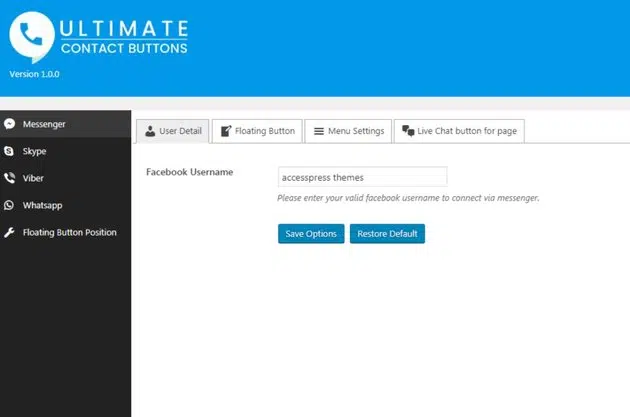 ULTIMATE
CONTACT BUTTONS
Version 1.0.0
Messenger
Skype
Viber
Whatsapp
Floating Button Position
User Detail
Floating Button
Menu Settings
Live Chat button for page
Facebook Username
accesspress themes
Please enter your valid facebook username to connect via messenger.
Save Options
Restore Default